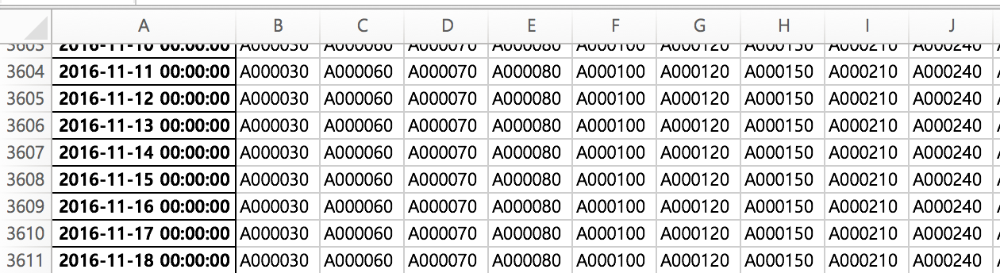 A B C D E F G H I J
3603 2016-11-10 00:00:00 A000030 A000060 A000070 A000080 A000100 A000120 A000150 A000210 A000240
3604 2016-11-11 00:00:00 A000030 A000060 A000070 A000080 A000100 A000120 A000150 A000210 A000240
3605 2016-11-12 00:00:00 A000030 A000060 A000070 A000080 A000100 A000120 A000150 A000210 A000240
3606 2016-11-13 00:00:00 A000030 A000060 A000070 A000080 A000100 A000120 A000150 A000210 A000240
3607 2016-11-14 00:00:00 A000030 A000060 A000070 A000080 A000100 A000120 A000150 A000210 A000240
3608 2016-11-15 00:00:00 A000030 A000060 A000070 A000080 A000100 A000120 A000150 A000210 A000240
3609 2016-11-16 00:00:00 A000030 A000060 A000070 A000080 A000100 A000120 A000150 A000210 A000240
3610 2016-11-17 00:00:00 A000030 A000060 A000070 A000080 A000100 A000120 A000150 A000210 A000240
3611 2016-11-18 00:00:00 A000030 A000060 A000070 A000080 A000100 A000120 A000150 A000210 A000240